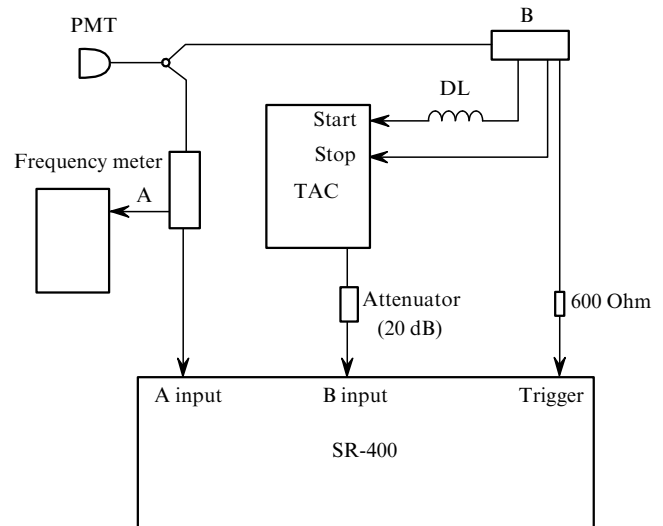 B
PMT
DL
Start
Stop
TAC
Frequency meter
A
Attenuator
(20 dB)
600 Ohm
A input
B input
Trigger
SR-400